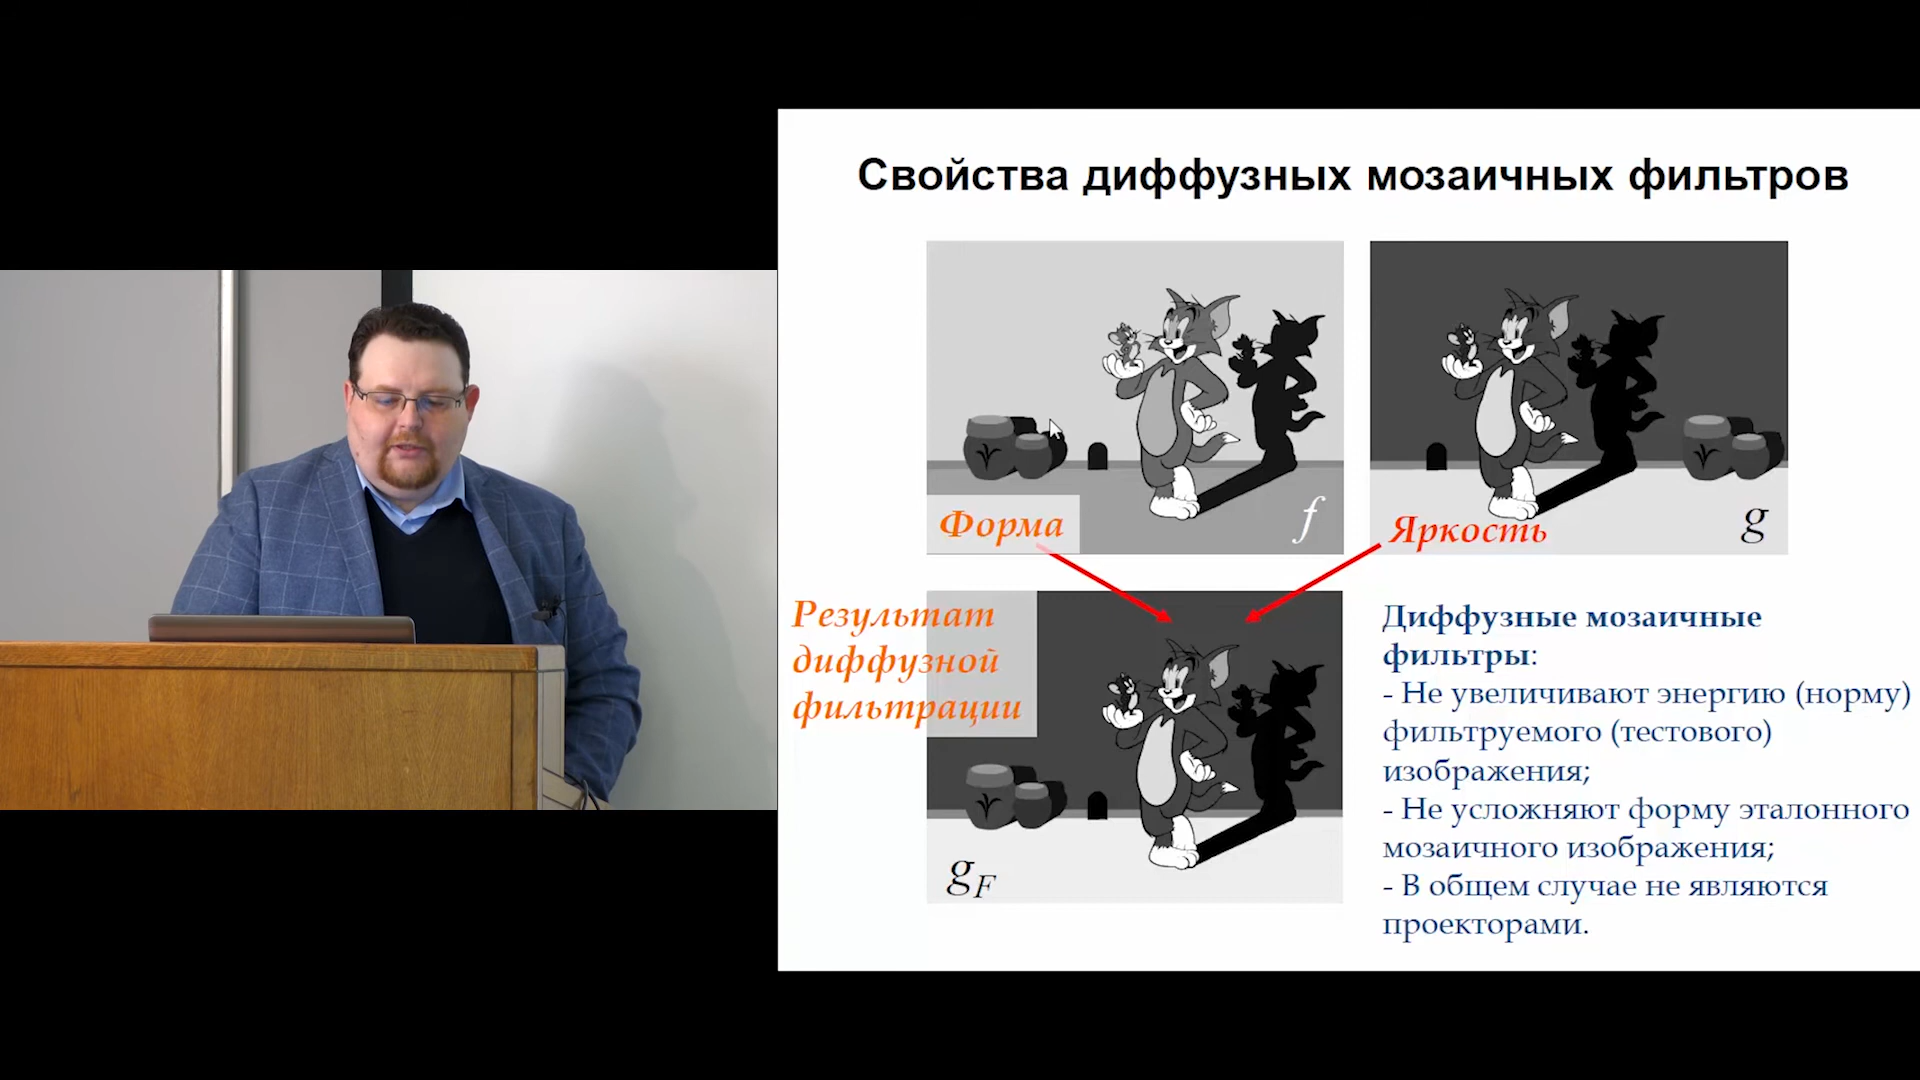 Свойства диффузных мозаичных фильтров
Форма
f
Яркость
g
Результат
диффузной
фильтрации
g_F
Диффузные мозаичные
фильтры:
- Не увеличивают энергию (норму)
фильтруемого (тестового)
изображения;
- Не усложняют форму эталонного
мозаичного изображения;
- В общем случае не являются
проекторами.